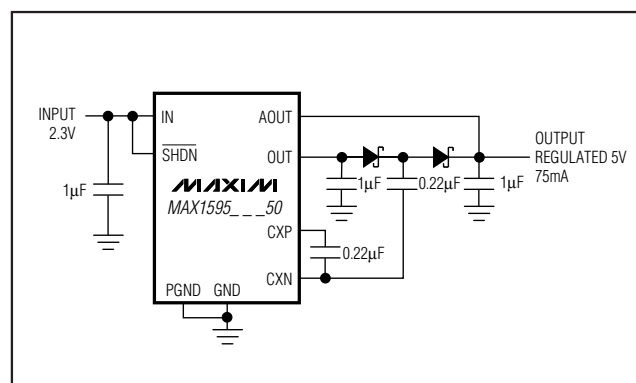 INPUT
2.3V
1µF
IN
SHDN
MAXIM
MAX1595_ _ _50
PGND GND
AOUT
OUT
CXP
CXN
1µF
0.22µF
0.22µF
1µF
OUTPUT
REGULATED 5V
75mA